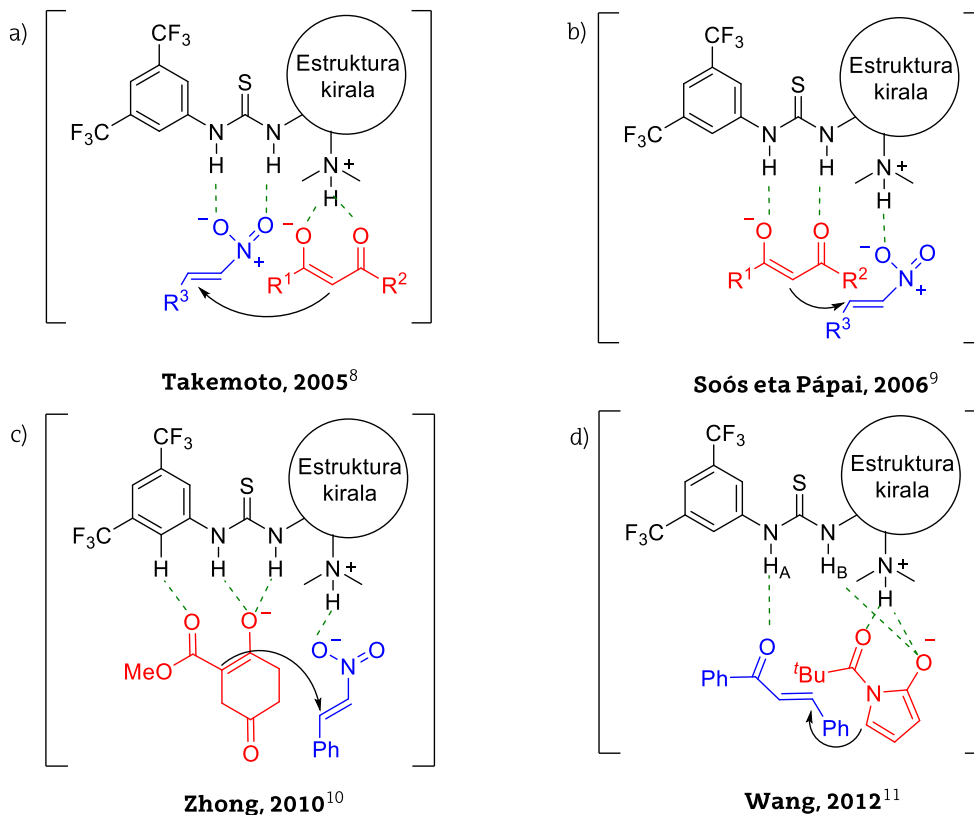 a)
CF3
F3C
S
N
H
N
H
Estruktura
kirala
N +
H
− O
O
N
+
R3
− O
O
R1
R2
Takemoto, 2005⁸
b)
CF3
F3C
S
N
H
N
H
Estruktura
kirala
N +
H
− O
O
R1
R2
− O
O
N
+
R3
Soós eta Pápai, 2006⁹
c)
CF3
F3C
H
S
N
H
N
H
Estruktura
kirala
N +
H
O
O −
MeO
O
− O
O
N
+
Ph
Zhong, 2010¹⁰
d)
CF3
F3C
S
N
HA
N
HB
Estruktura
kirala
N +
H
O
Ph
Ph
O
tBu
N
O −
Wang, 2012¹¹